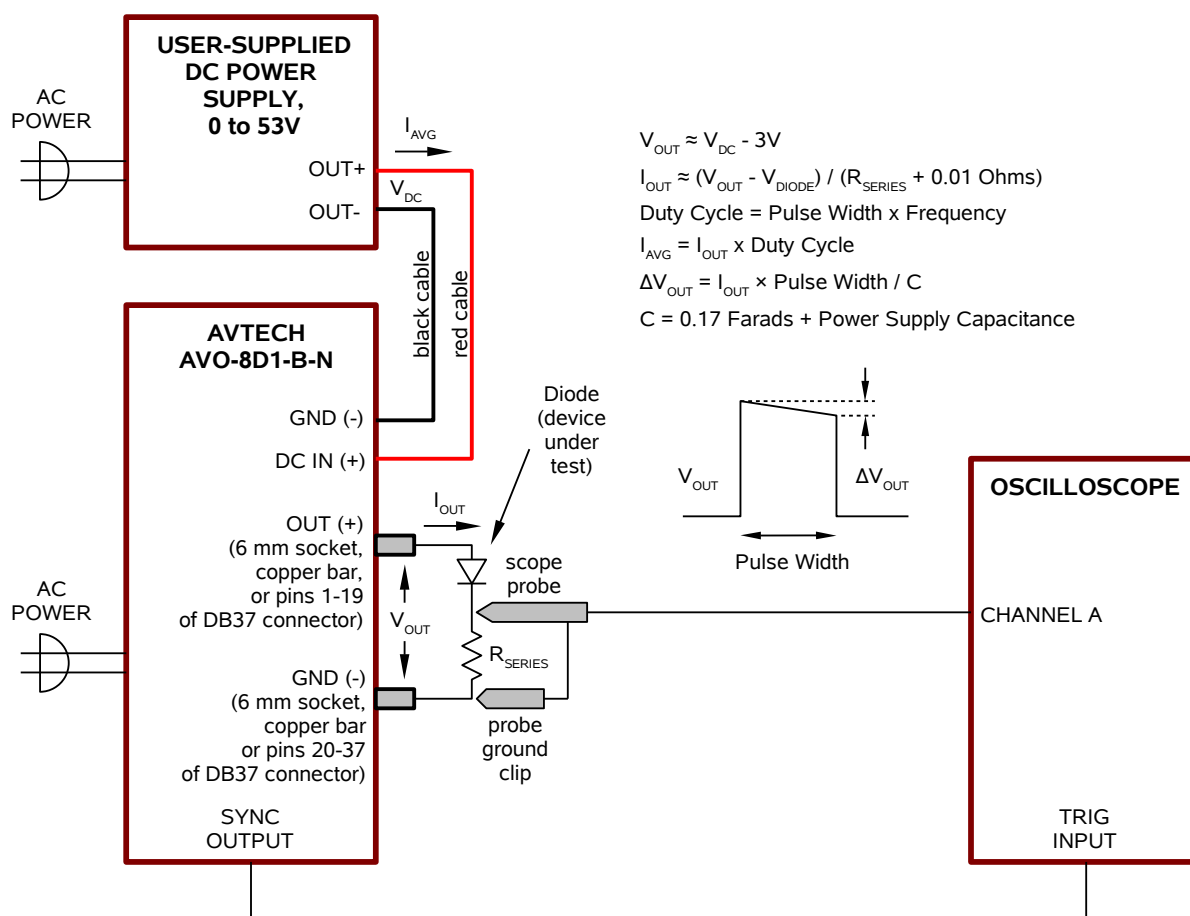 USER-SUPPLIED
DC POWER
SUPPLY,
0 to 53V
AC
POWER
I_AVG
OUT+
V_DC
OUT-
black cable
red cable
V_OUT ≈ V_DC - 3V
I_OUT ≈ (V_OUT - V_DIODE) / (R_SERIES + 0.01 Ohms)
Duty Cycle = Pulse Width x Frequency
I_AVG = I_OUT x Duty Cycle
ΔV_OUT = I_OUT × Pulse Width / C
C = 0.17 Farads + Power Supply Capacitance
AVTECH
AVO-8D1-B-N
GND (-)
DC IN (+)
Diode
(device
under
test)
V_OUT
ΔV_OUT
Pulse Width
OSCILLOSCOPE
I_OUT
OUT (+)
(6 mm socket,
copper bar,
or pins 1-19
of DB37 connector)
scope
probe
V_OUT
CHANNEL A
AC
POWER
R_SERIES
GND (-)
(6 mm socket,
copper bar
or pins 20-37
of DB37 connector)
probe
ground
clip
SYNC
OUTPUT
TRIG
INPUT